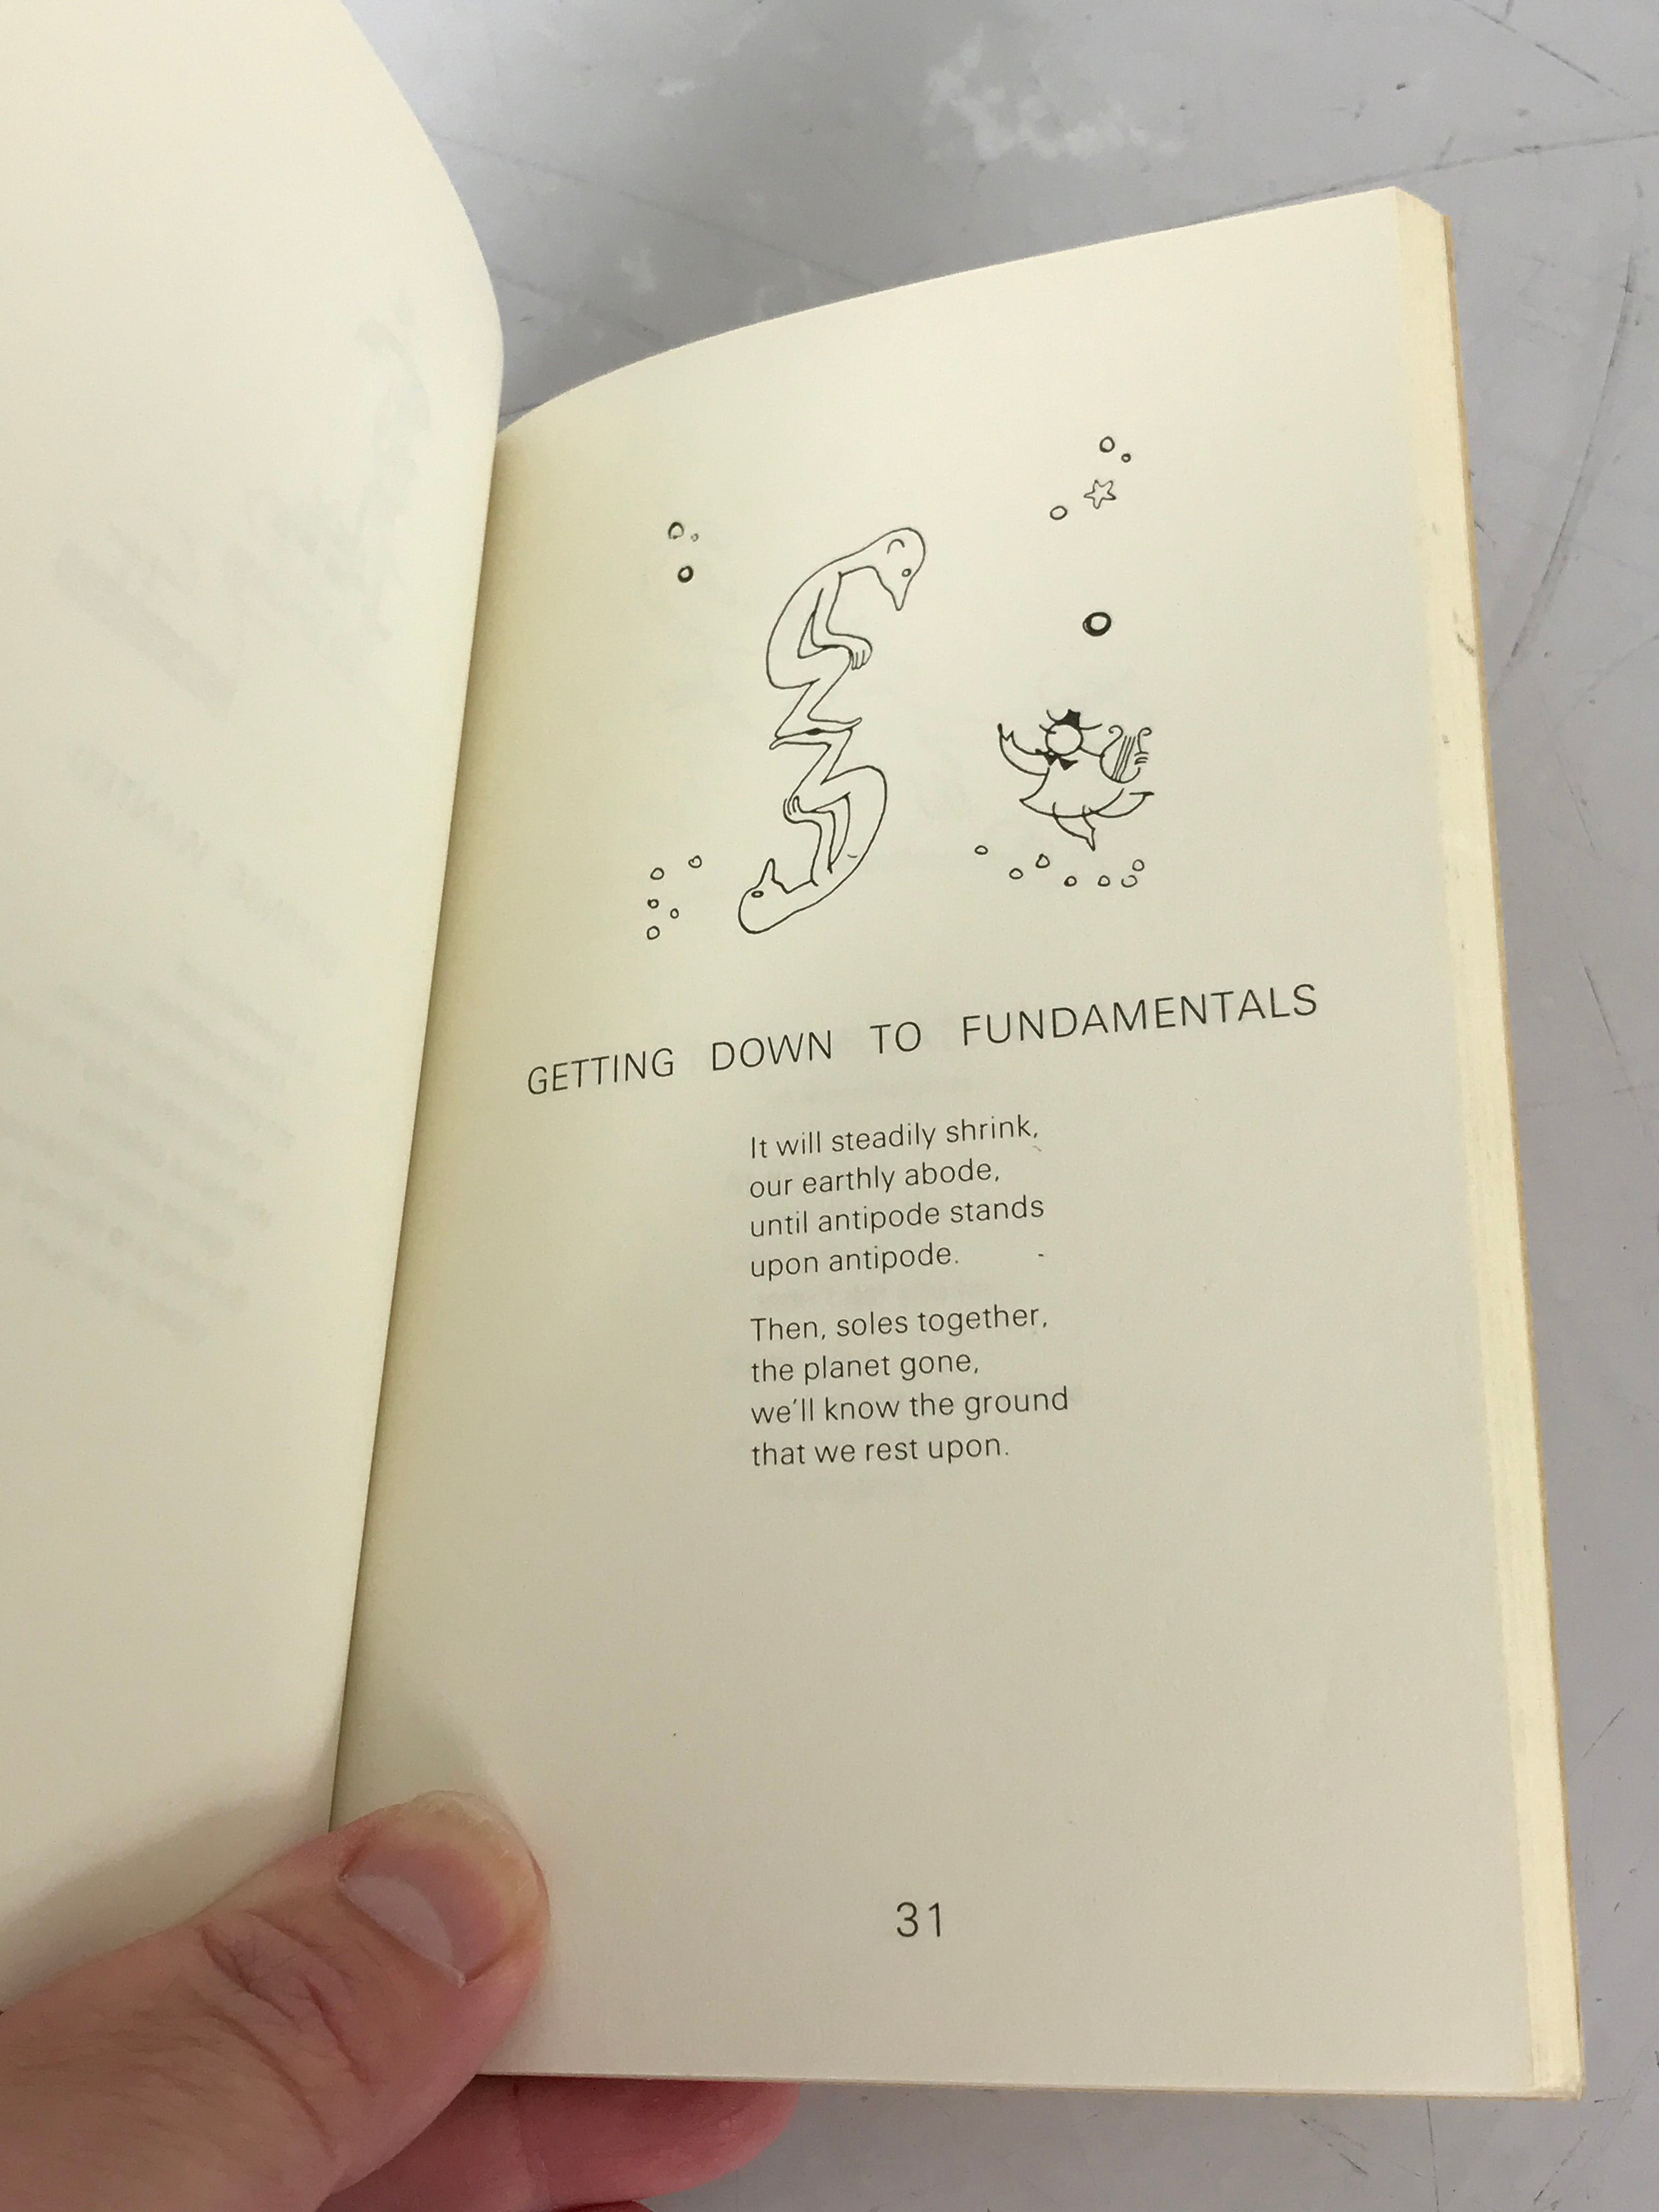 GETTING DOWN TO FUNDAMENTALS
It will steadily shrink,
our earthly abode,
until antipode stands
upon antipode.
Then, soles together,
the planet gone,
we'll know the ground
that we rest upon.
31